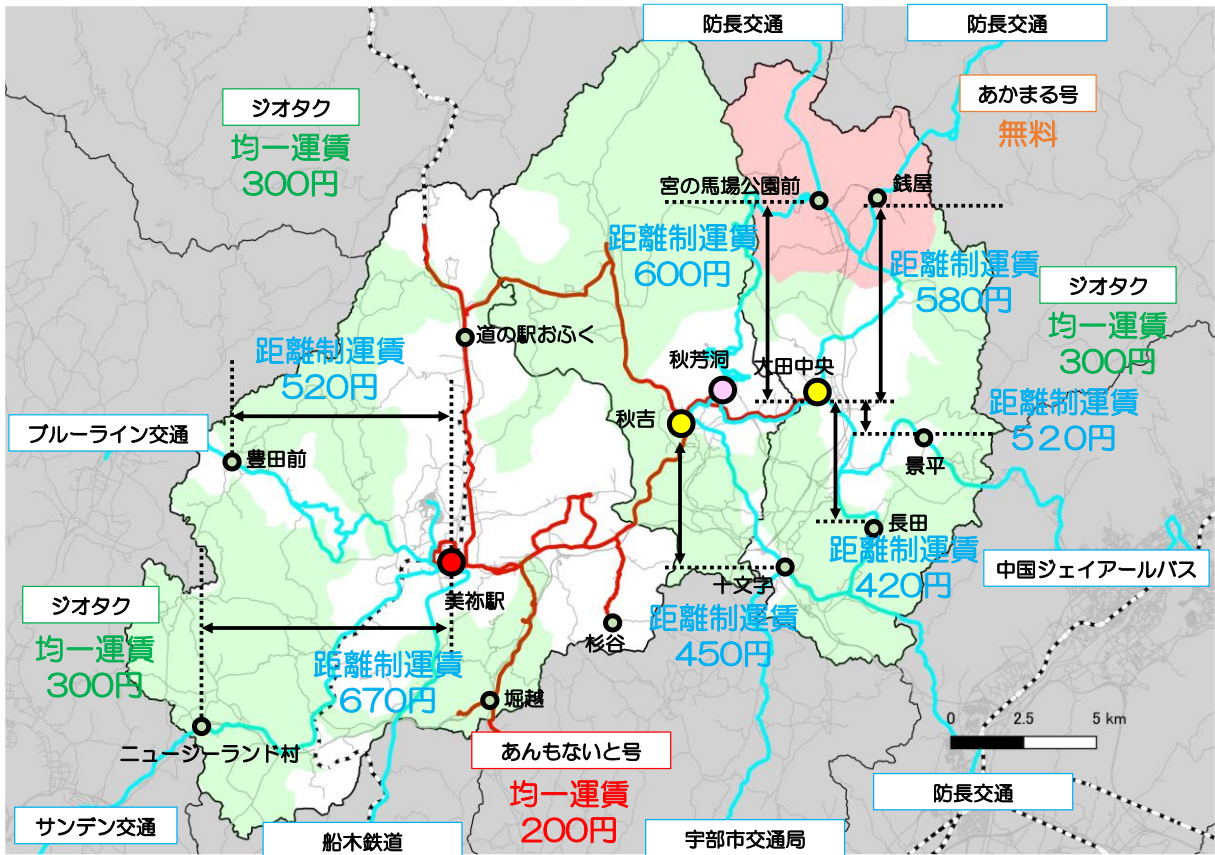 防長交通
防長交通
ジオタク
均一運賃
300円
あかまる号
無料
宮の馬場公園前
銭屋
距離制運賃
600円
距離制運賃
580円
ジオタク
均一運賃
300円
道の駅おふく
距離制運賃
520円
秋芳洞
大田中央
秋吉
距離制運賃
520円
ブルーライン交通
豊田前
景平
長田
距離制運賃
420円
中国ジェイアールバス
十文字
美祢駅
ジオタク
均一運賃
300円
距離制運賃
670円
杉谷
距離制運賃
450円
堀越
ニュージーランド村
0 2.5 5 km
あんもないと号
均一運賃
200円
防長交通
サンデン交通
船木鉄道
宇部市交通局